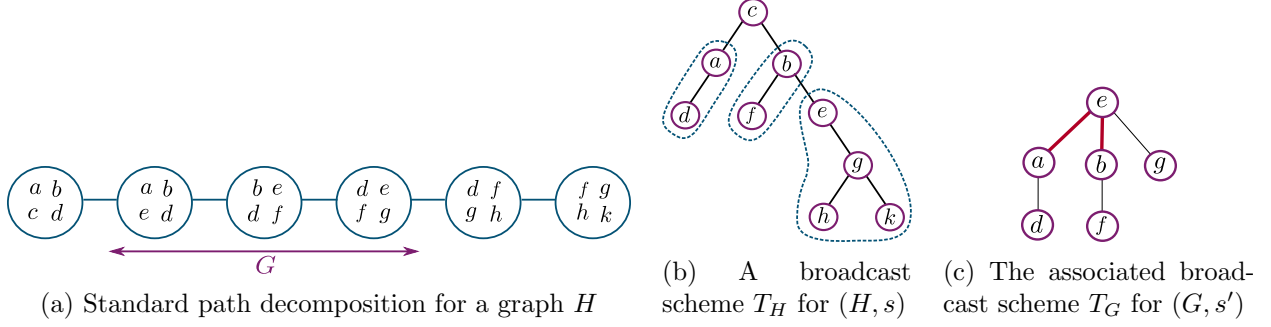 a b
c d
a b
e d
b e
d f
d e
f g
d f
g h
f g
h k
G
(a) Standard path decomposition for a graph H
c
a
b
d
f
e
g
h
k
(b) A broadcast
scheme T_H for (H, s)
e
a
b
g
d
f
(c) The associated broad-
cast scheme T_G for (G, s′)